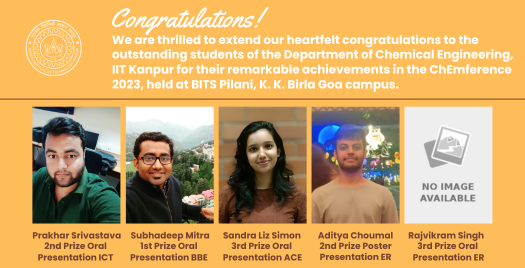 Congratulations!
We are thrilled to extend our heartfelt congratulations to the
outstanding students of the Department of Chemical Engineering,
IIT Kanpur for their remarkable achievements in the ChEmference
2023, held at BITS Pilani, K. K. Birla Goa campus.
NO IMAGE
AVAILABLE
Prakhar Srivastava
2nd Prize Oral
Presentation ICT
Subhadeep Mitra
1st Prize Oral
Presentation BBE
Sandra Liz Simon
3rd Prize Oral
Presentation ACE
Aditya Choumal
2nd Prize Poster
Presentation ER
Rajvikram Singh
3rd Prize Oral
Presentation ER